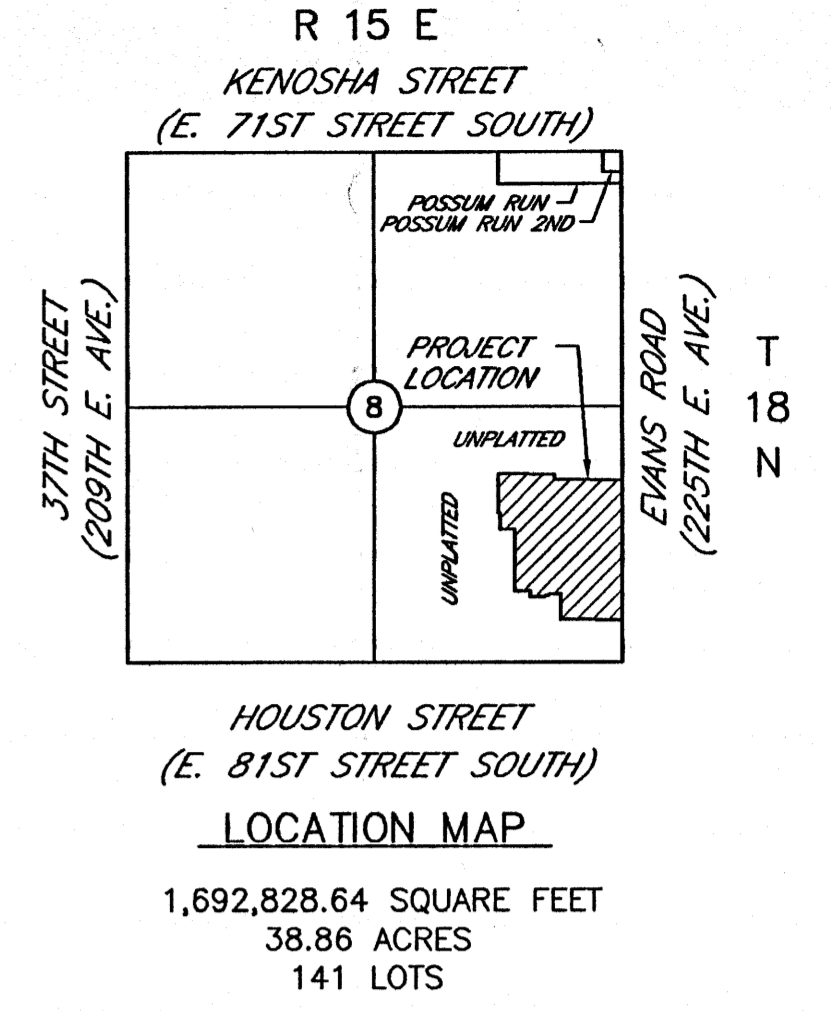 R 15 E
KENOSHA STREET
(E. 71ST STREET SOUTH)
POSSUM RUN
POSSUM RUN 2ND
37TH STREET
(209TH E. AVE.)
PROJECT
LOCATION
8
UNPLATTED
UNPLATTED
EVANS ROAD
(225TH E. AVE.)
T
18
N
HOUSTON STREET
(E. 81ST STREET SOUTH)
LOCATION MAP
1,692,828.64 SQUARE FEET
38.86 ACRES
141 LOTS